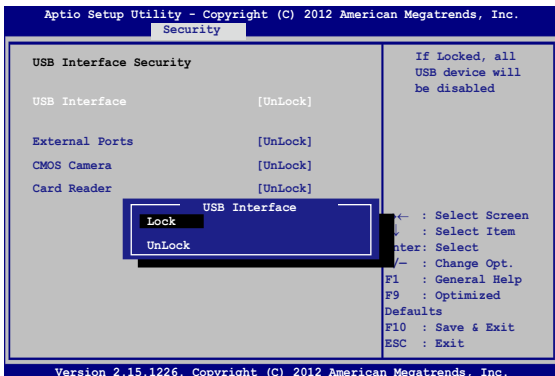 Aptio Setup Utility - Copyright (C) 2012 American Megatrends, Inc.
Security
USB Interface Security
USB Interface [UnLock]
External Ports [UnLock]
CMOS Camera [UnLock]
Card Reader [UnLock]
USB Interface
Lock
UnLock
If Locked, all
USB device will
be disabled
→← : Select Screen
↓ : Select Item
nter: Select
/— : Change Opt.
F1 : General Help
F9 : Optimized
Defaults
F10 : Save & Exit
ESC : Exit
Version 2.15.1226. Copyright (C) 2012 American Megatrends, Inc.